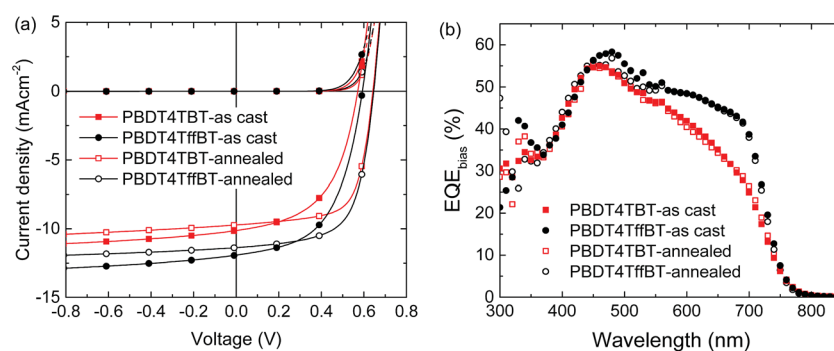 (a)
Current density (mAcm-2)
5
0
-5
-10
-15
PBDT4TBT-as cast
PBDT4TffBT-as cast
PBDT4TBT-annealed
PBDT4TffBT-annealed
-0.8 -0.6 -0.4 -0.2 0.0 0.2 0.4 0.6 0.8
Voltage (V)
(b)
EQEbias (%)
60
50
40
30
20
10
0
PBDT4TBT-as cast
PBDT4TffBT-as cast
PBDT4TBT-annealed
PBDT4TffBT-annealed
300 400 500 600 700 800
Wavelength (nm)